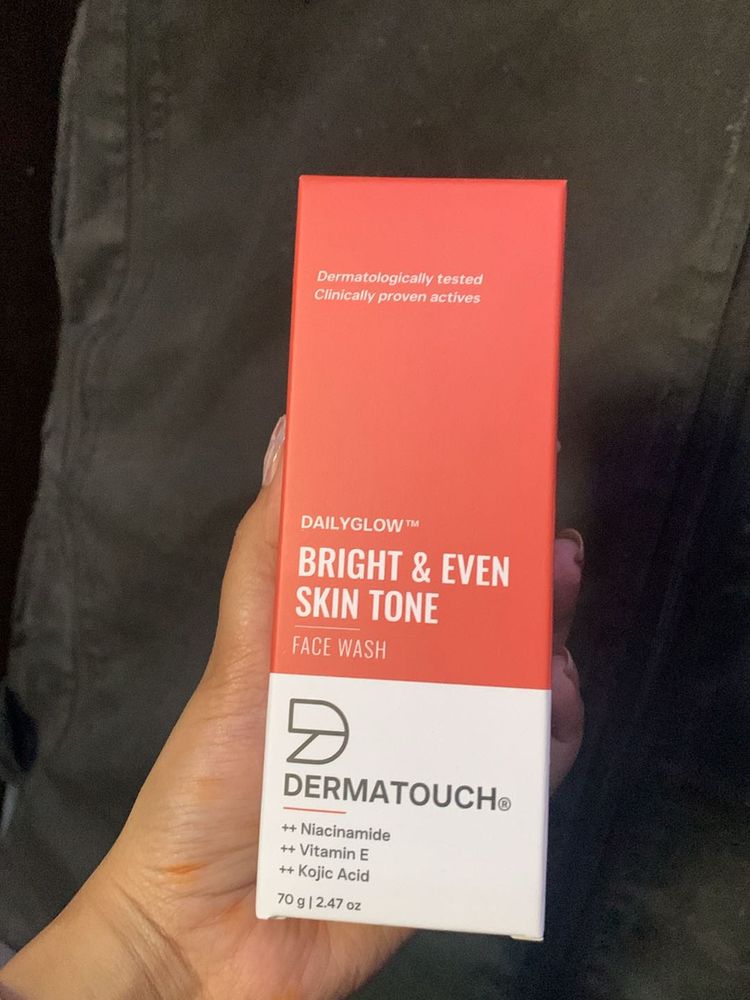 Dermatologically tested
Clinically proven actives
DAILYGLOW™
BRIGHT & EVEN
SKIN TONE
FACE WASH
DERMATOUCH®
++ Niacinamide
++ Vitamin E
++ Kojic Acid
70 g | 2.47 oz